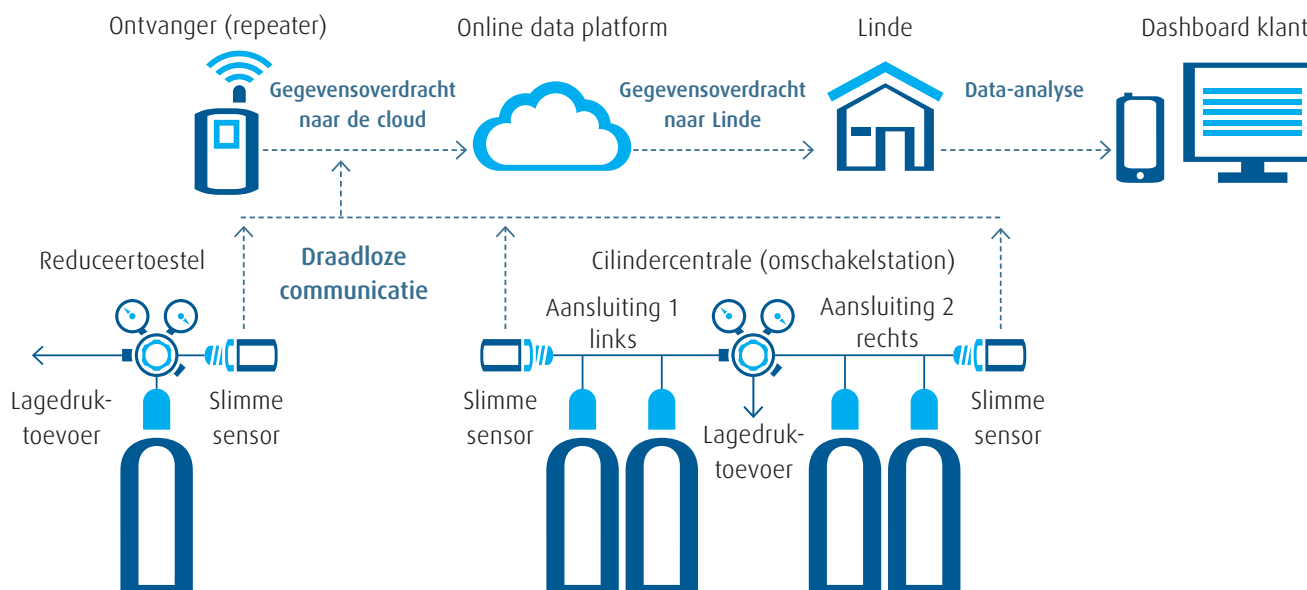 Ontvanger (repeater)
Online data platform
Linde
Dashboard klant
Gegevensoverdracht
naar de cloud
Gegevensoverdracht
naar Linde
Data-analyse
Reduceertoestel
Draadloze
communicatie
Cilindercentrale (omschakelstation)
Aansluiting 1
links
Aansluiting 2
rechts
Lagedruk-
toevoer
Slimme
sensor
Slimme
sensor
Lagedruk-
toevoer
Slimme
sensor